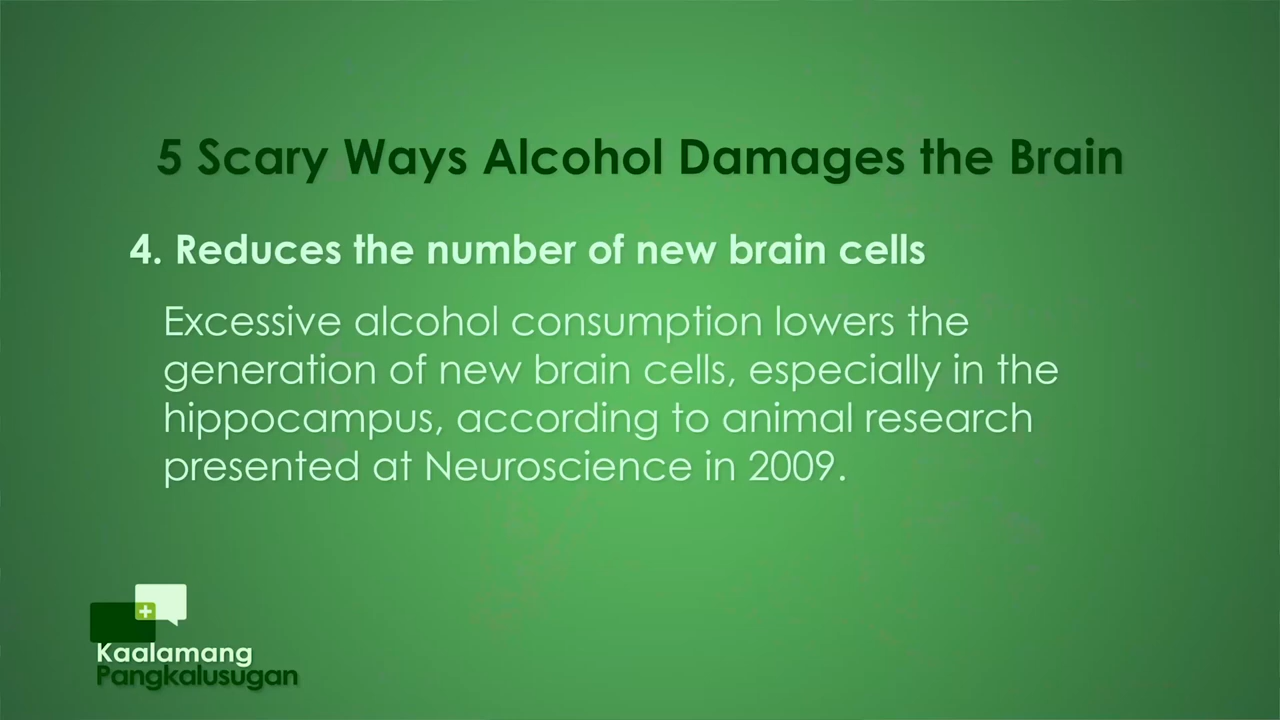 5 Scary Ways Alcohol Damages the Brain
4. Reduces the number of new brain cells
Excessive alcohol consumption lowers the
generation of new brain cells, especially in the
hippocampus, according to animal research
presented at Neuroscience in 2009.
Kaalamang
Pangkalusugan